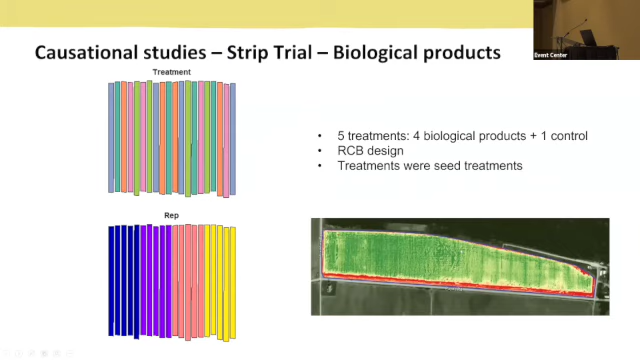 Causational studies – Strip Trial – Biological products
Event Center
Treatment
• 5 treatments: 4 biological products + 1 control
• RCB design
• Treatments were seed treatments
Rep